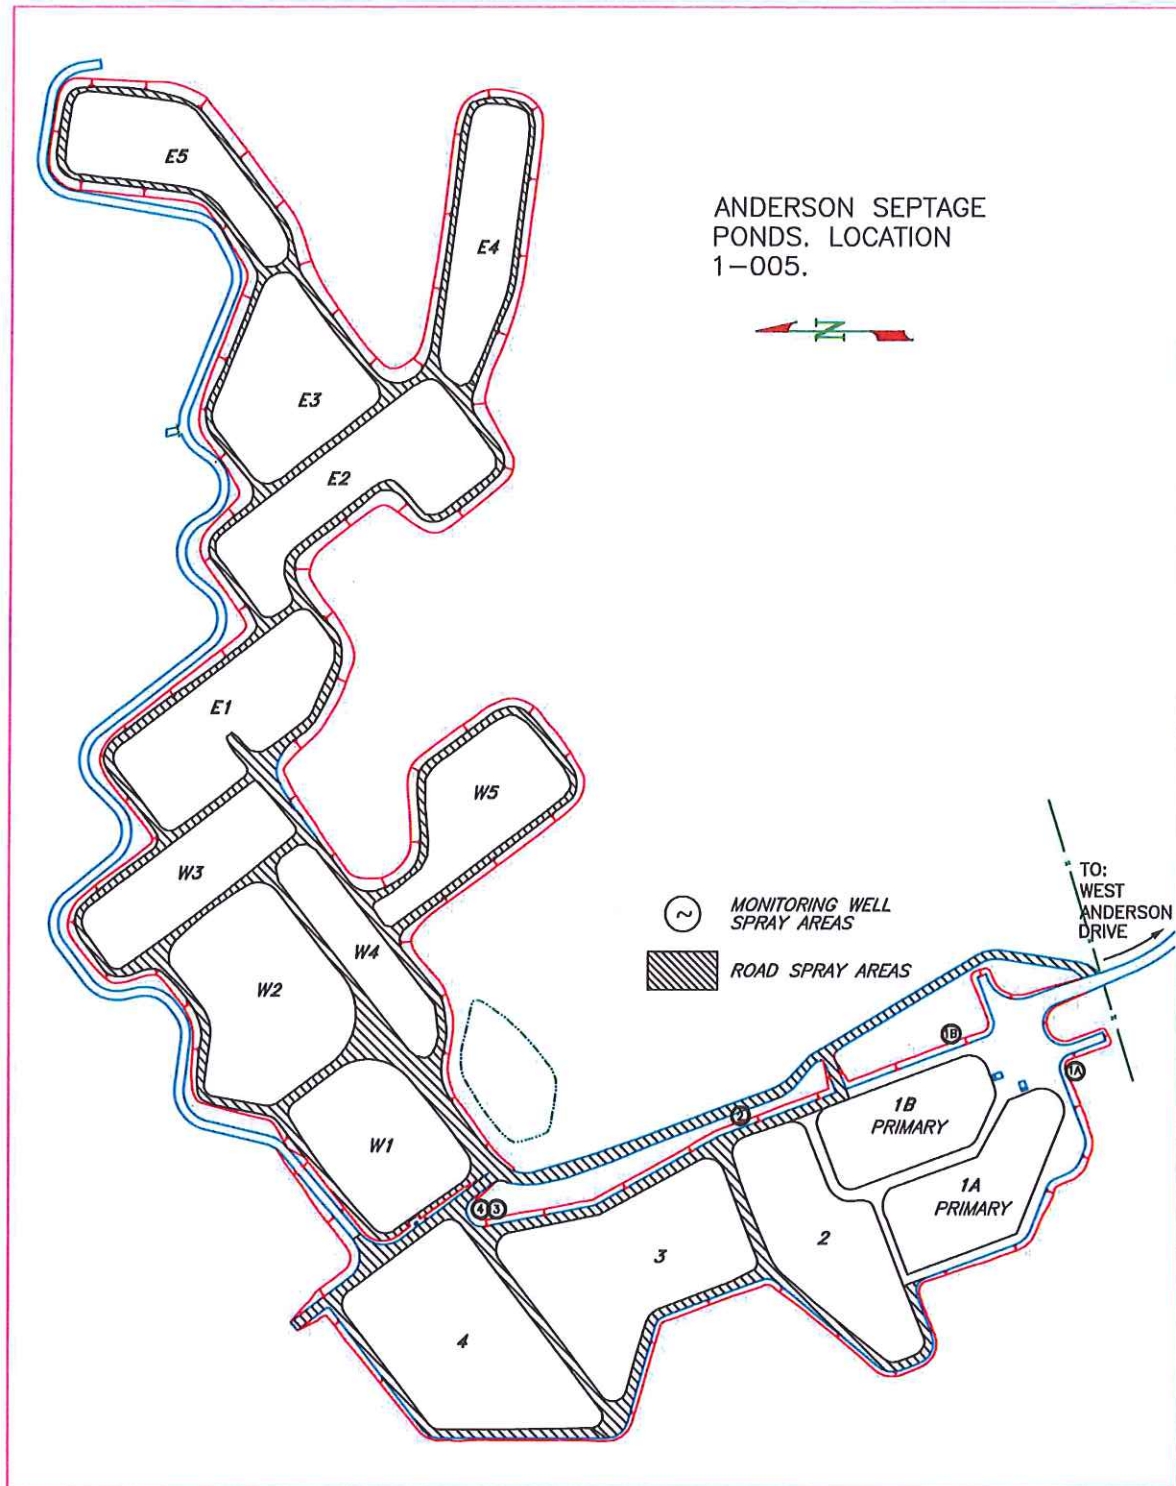 E5
E4
ANDERSON SEPTAGE
PONDS. LOCATION
1-005.
N
E3
E2
E1
W5
W3
W4
W2
W1
~
MONITORING WELL
SPRAY AREAS
ROAD SPRAY AREAS
TO:
WEST
ANDERSON
DRIVE
1B
1A
2
1B
PRIMARY
1A
PRIMARY
4
3
2
3
4